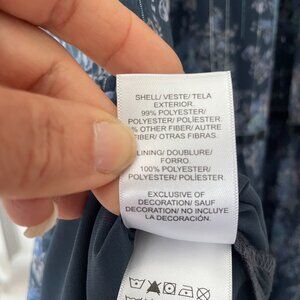 SHELL/ VESTE/ TELA
EXTERIOR.
99% POLYESTER/
POLYESTER/ POLIÉSTER.
% OTHER FIBER/ AUTRE
FIBER/ OTRAS FIBRAS.
LINING/ DOUBLURE/
FORRO
100% POLYESTER/
POLYESTER/ POLIÉSTER.
EXCLUSIVE OF
DECORATION/ SAUF
DECORATION/ NO INCLUYE
LA DECORACIÓN.